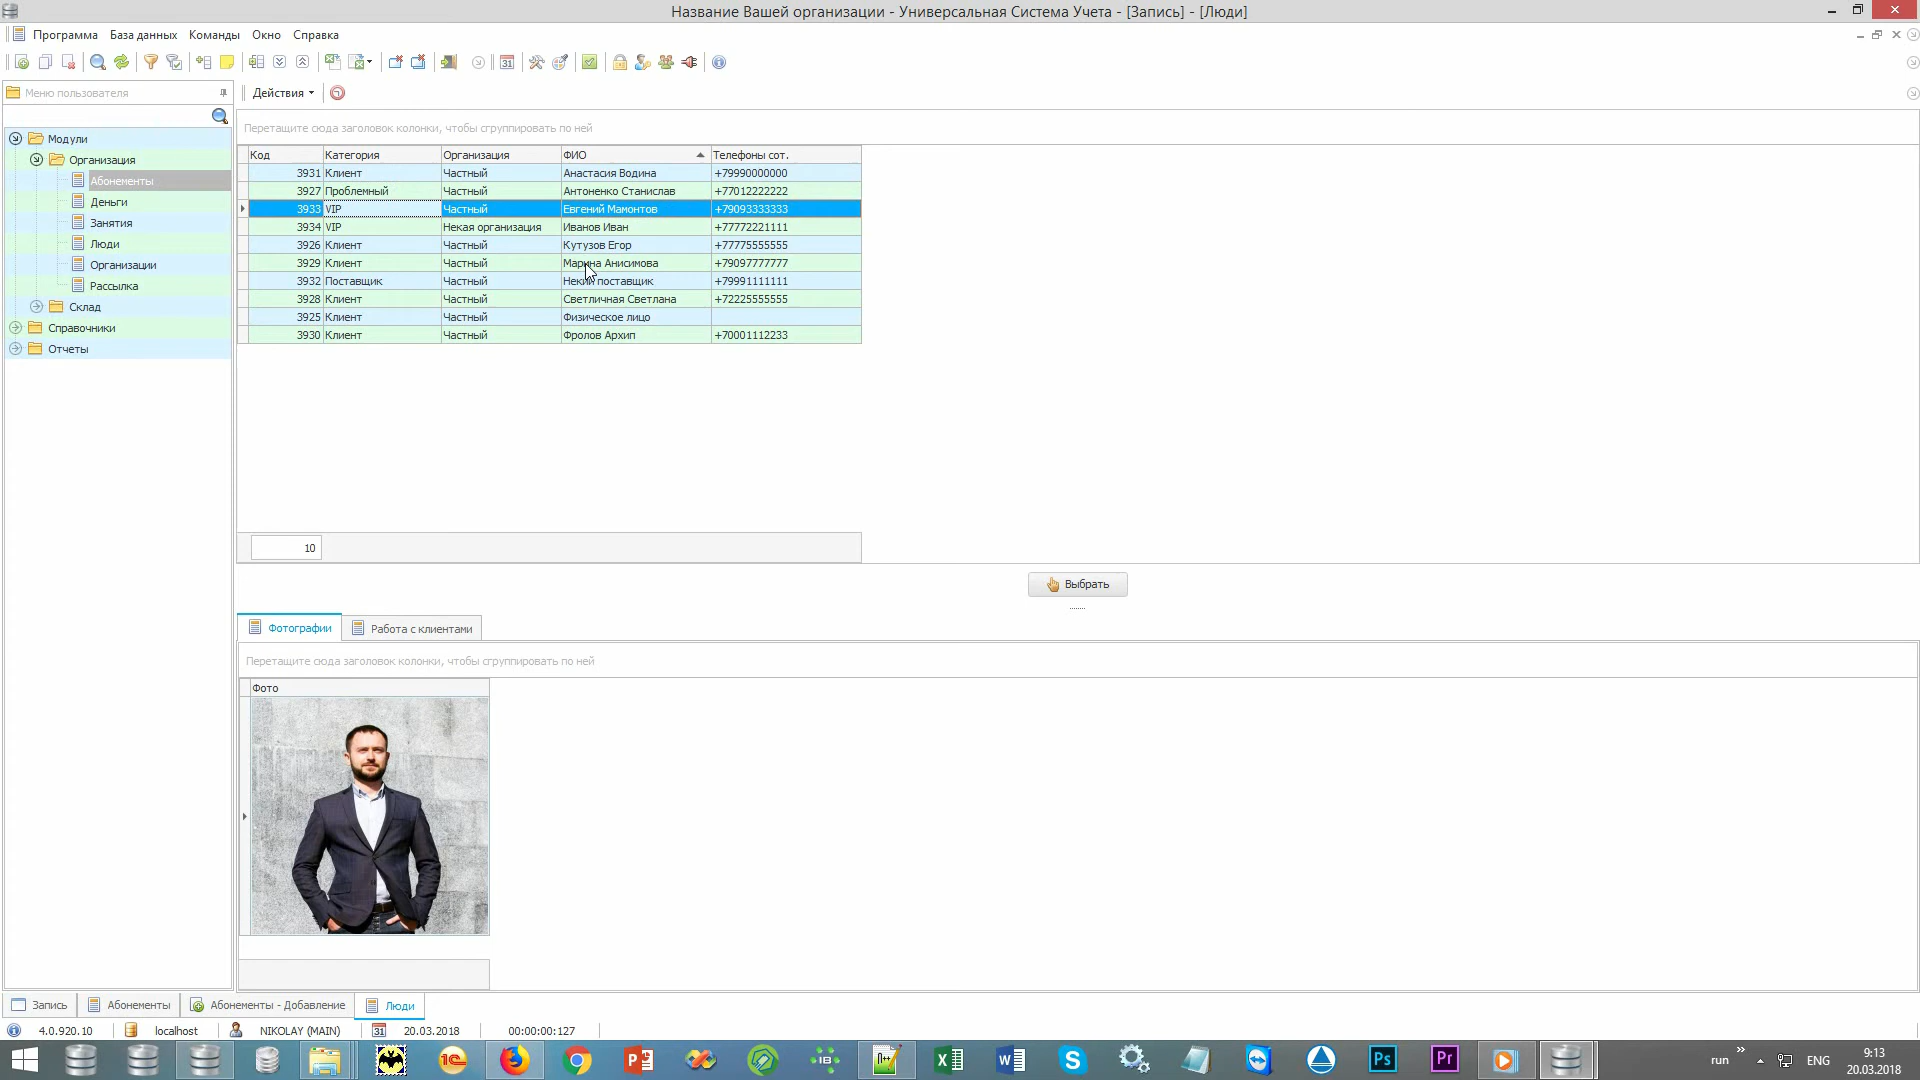 Название Вашей организации - Универсальная Система Учета - [Запись] - [Люди]
Программа База данных Команды Окно Справка
Меню пользователя
Действия
Модули
Организация
Абонементы
Деньги
Занятия
Люди
Организации
Рассылка
Склад
Справочники
Отчеты
Перетащите сюда заголовок колонки, чтобы сгруппировать по ней
Код Категория Организация ФИО Телефоны сот.
3931 Клиент Частный Анастасия Водина +79990000000
3927 Проблемный Частный Антоненко Станислав +77012222222
3933 VIP Частный Евгений Мамонтов +79093333333
3934 VIP Некая организация Иванов Иван +77772221111
3926 Клиент Частный Кутузов Егор +77775555555
3929 Клиент Частный Марина Анисимова +79097777777
3932 Поставщик Частный Некий поставщик +79991111111
3928 Клиент Частный Светличная Светлана +72225555555
3925 Клиент Частный Физическое лицо
3930 Клиент Частный Фролов Архип +70001112233
10
Выбрать
Фотографии Работа с клиентами
Перетащите сюда заголовок колонки, чтобы сгруппировать по ней
Фото
Запись Абонементы Абонементы - Добавление Люди
4.0.920.10 localhost NIKOLAY (MAIN) 31 20.03.2018 00:00:00:127
run ENG 9:13
20.03.2018